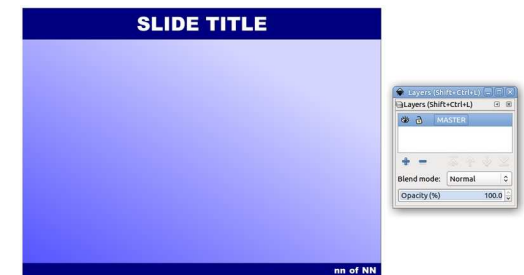 SLIDE TITLE
nn of NN
Layers (Shift+Ctrl+L)
Layers (Shift+Ctrl+L)
MASTER
Blend mode: Normal
Opacity (%) 100.0